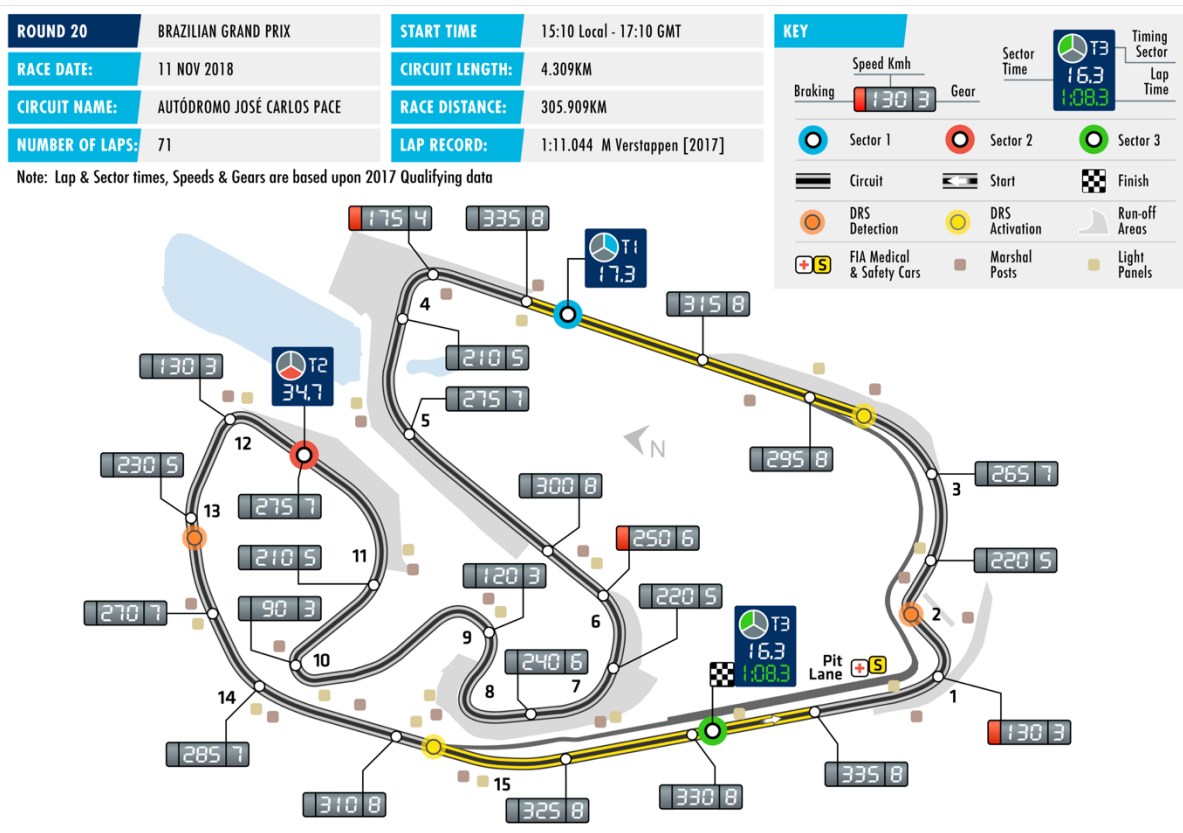 ROUND 20 BRAZILIAN GRAND PRIX
RACE DATE: 11 NOV 2018
CIRCUIT NAME: AUTÓDROMO JOSÉ CARLOS PACE
NUMBER OF LAPS: 71
START TIME 15:10 Local - 17:10 GMT
CIRCUIT LENGTH: 4.309KM
RACE DISTANCE: 305.909KM
LAP RECORD: 1:11.044 M Verstappen [2017]
Note: Lap & Sector times, Speeds & Gears are based upon 2017 Qualifying data
KEY
Speed Kmh
Braking
130 3
Gear
Sector
Time
T3
16.3
1:08.3
Timing
Sector
Lap
Time
Sector 1
Sector 2
Sector 3
Circuit
Start
Finish
DRS
Detection
DRS
Activation
Run-off
Areas
S
FIA Medical
& Safety Cars
Marshal
Posts
Light
Panels
175 4
335 8
T1
17.3
315 8
4
210 5
130 3
T2
34.7
275 7
5
12
N
295 8
230 5
265 7
3
275 7
300 8
13
250 6
210 5
11
220 5
120 3
220 5
270 7
90 3
6
T3
16.3
1:08.3
2
9
10
240 6
7
Pit
Lane
S
8
14
1
130 3
285 7
335 8
15
310 8
325 8
330 8